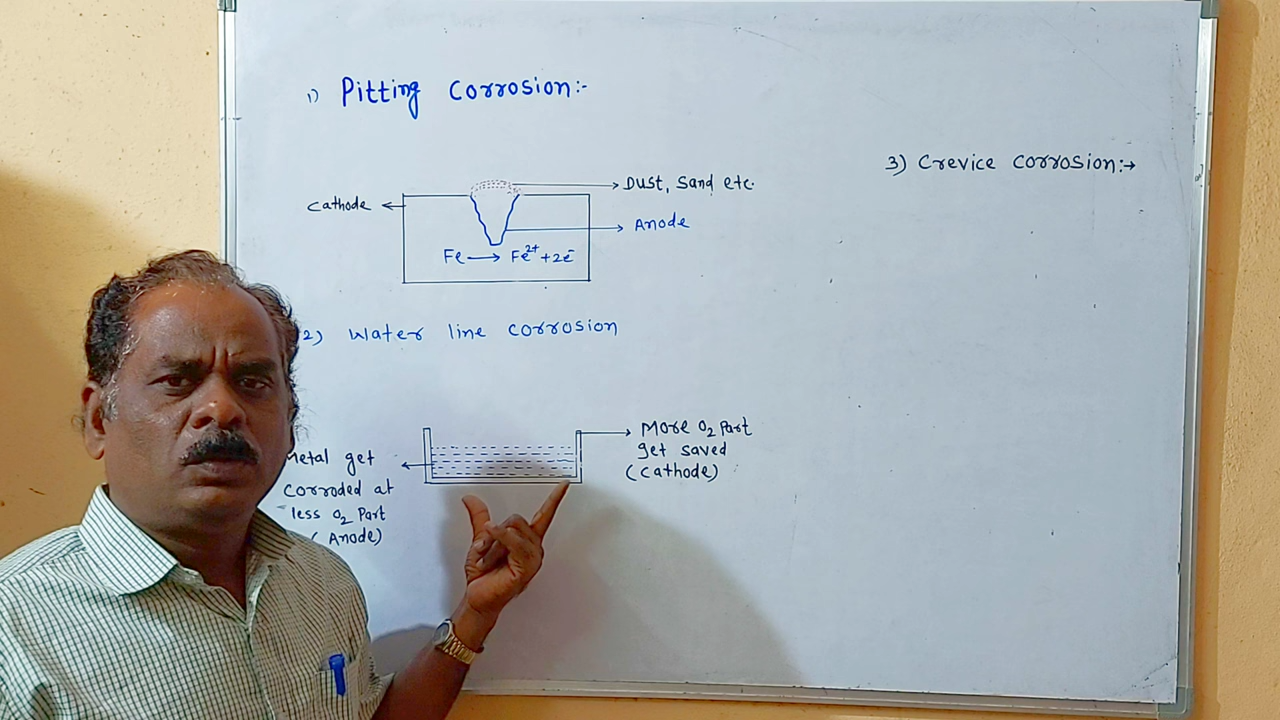 1) Pitting Corrosion:-
Cathode
Dust, Sand etc.
Anode
Fe → Fe²⁺ + 2e⁻
2) Water line corrosion
Metal get
corroded at
less O₂ Part
(Anode)
More O₂ Part
get saved
(Cathode)
3) Crevice Corrosion:→